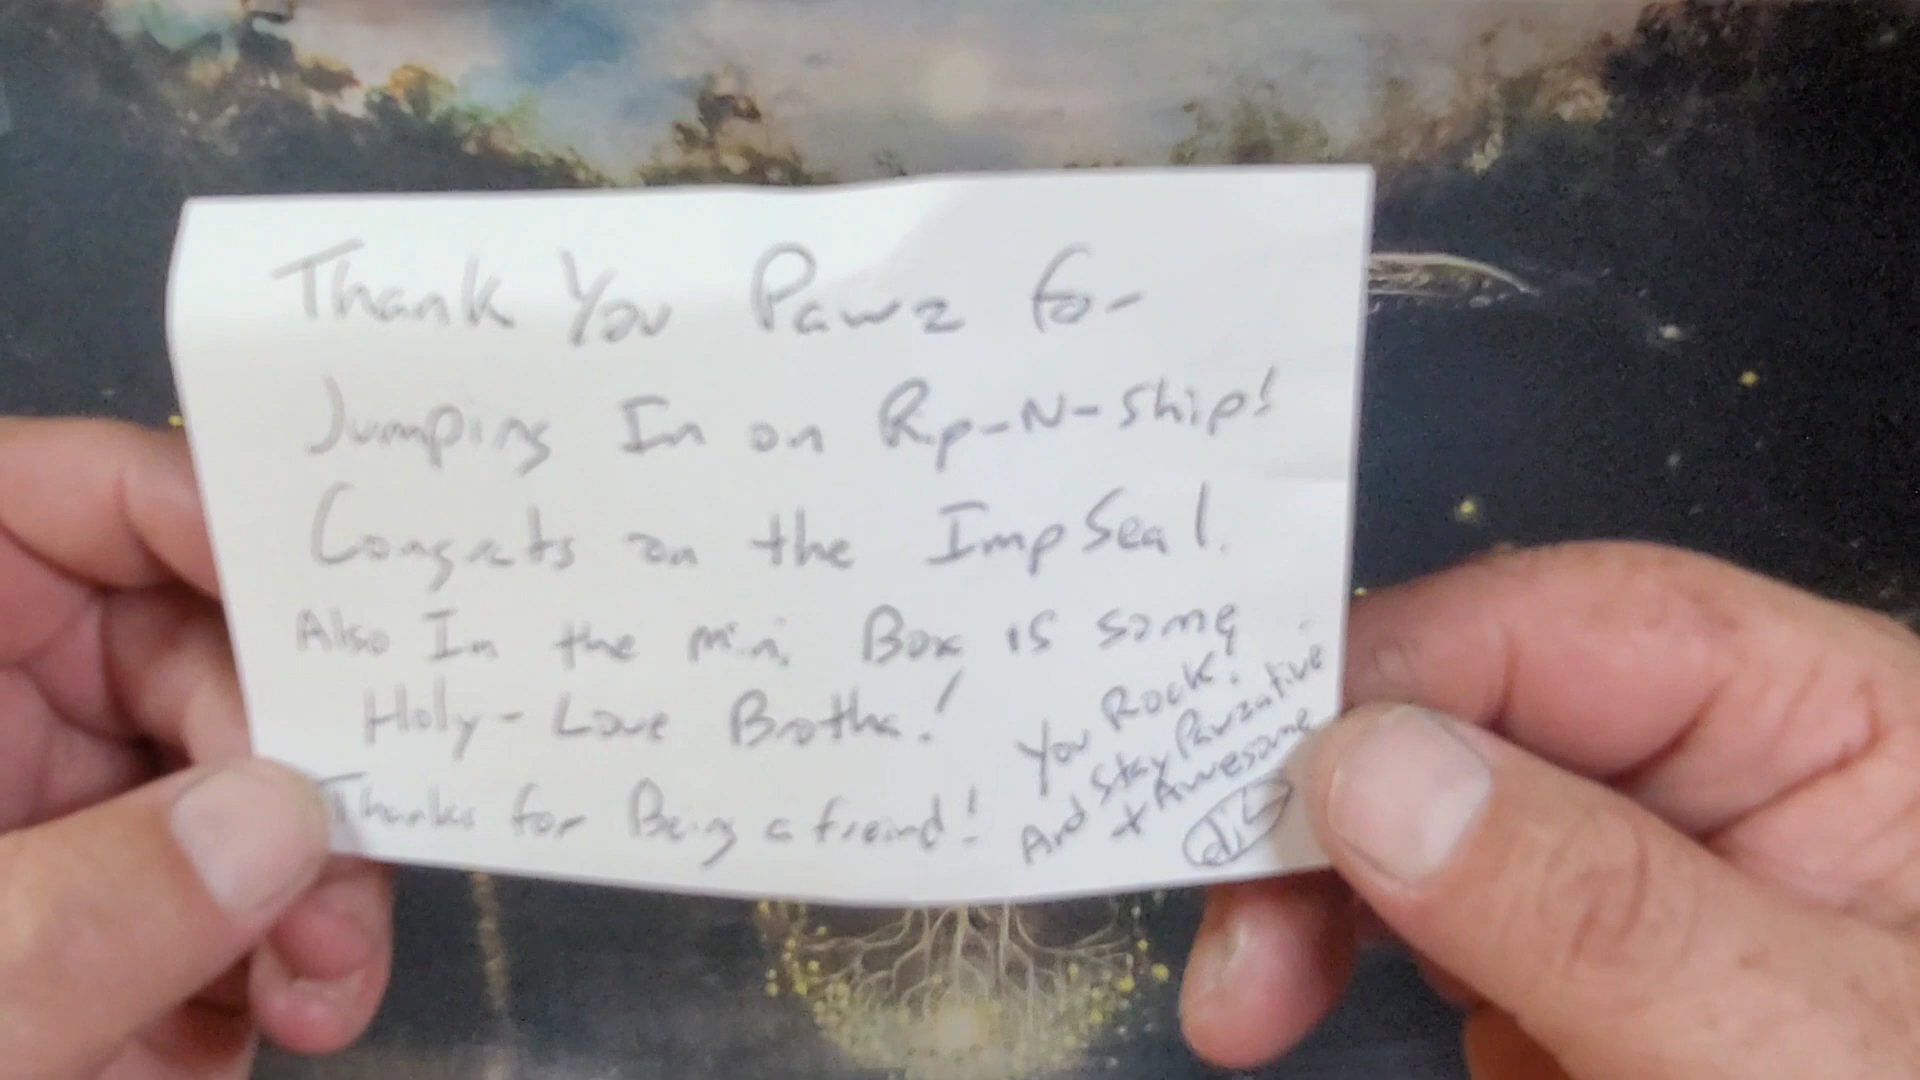 Thank You Pawz for
Jumping In on Rip-N-Ship!
Congrats on the Imp Seal.
Also In the mini Box is some
Holy-Love Brotha!
Thanks for Being a freind!
You Rock!
And Stay Pawzative
+ Awesome